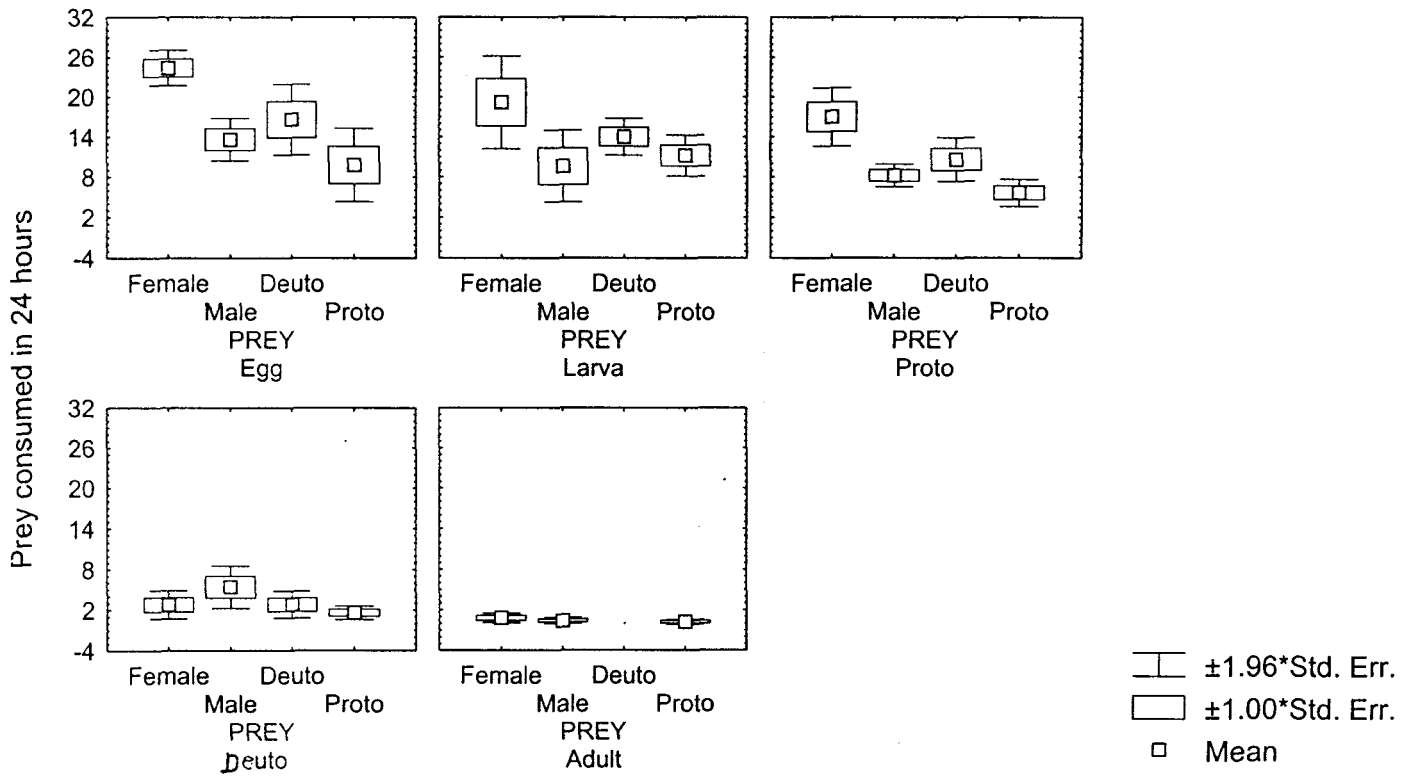 Prey consumed in 24 hours
32
26
20
14
8
2
-4
Female Deuto
Male Proto
PREY
Egg
Female Deuto
Male Proto
PREY
Larva
Female Deuto
Male Proto
PREY
Proto
32
26
20
14
8
2
-4
Female Deuto
Male Proto
PREY
Deuto
Female Deuto
Male Proto
PREY
Adult
±1.96*Std. Err.
±1.00*Std. Err.
Mean